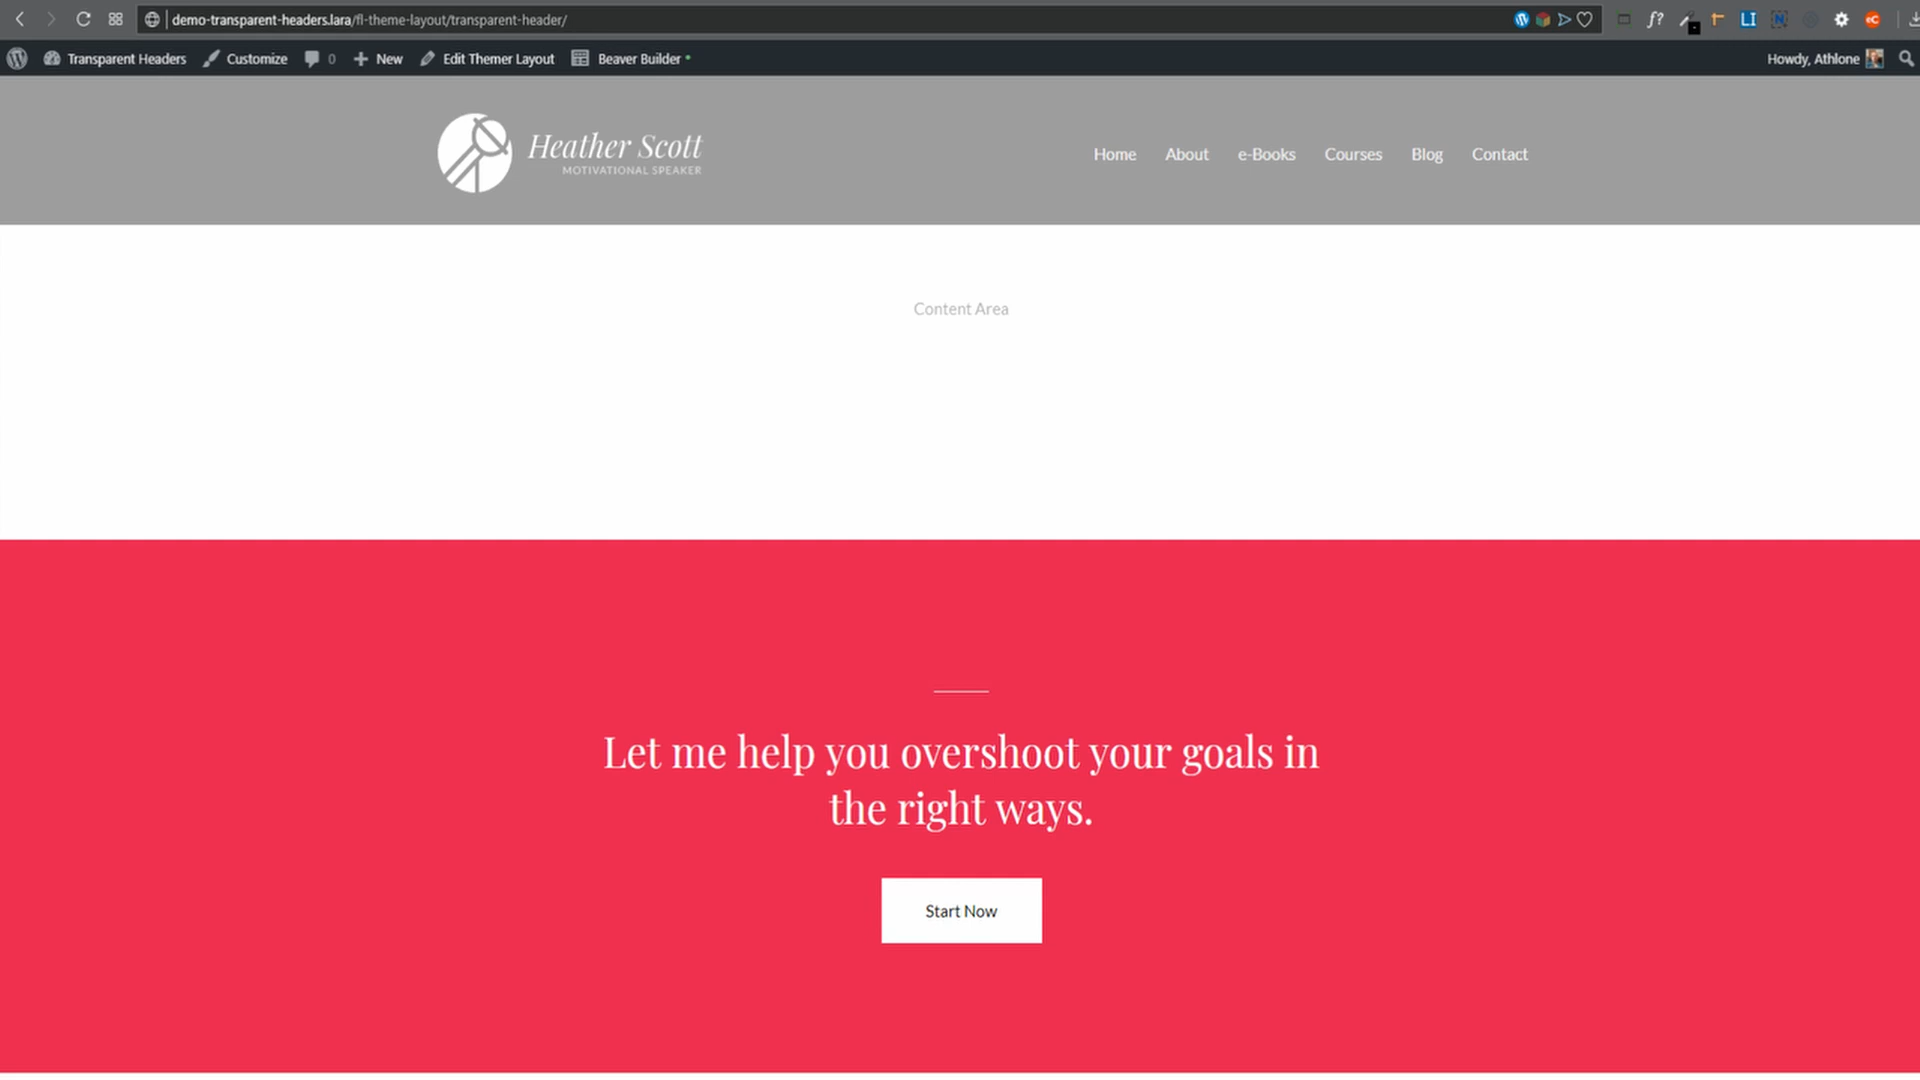 demo-transparent-headers.lara/fl-theme-layout/transparent-header/
f?
LI
N
eC
Transparent Headers Customize 0 New Edit Themer Layout Beaver Builder
Howdy, Athlone
Heather Scott
MOTIVATIONAL SPEAKER
Home About e-Books Courses Blog Contact
Content Area
Let me help you overshoot your goals in
the right ways.
Start Now